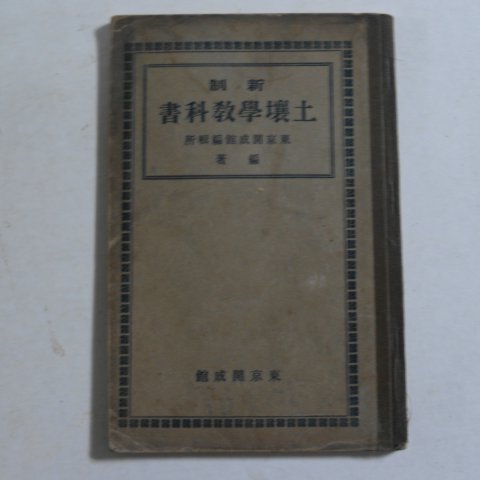 新制
土壤學敎科書
東京開成館編輯所
編著
東京開成館